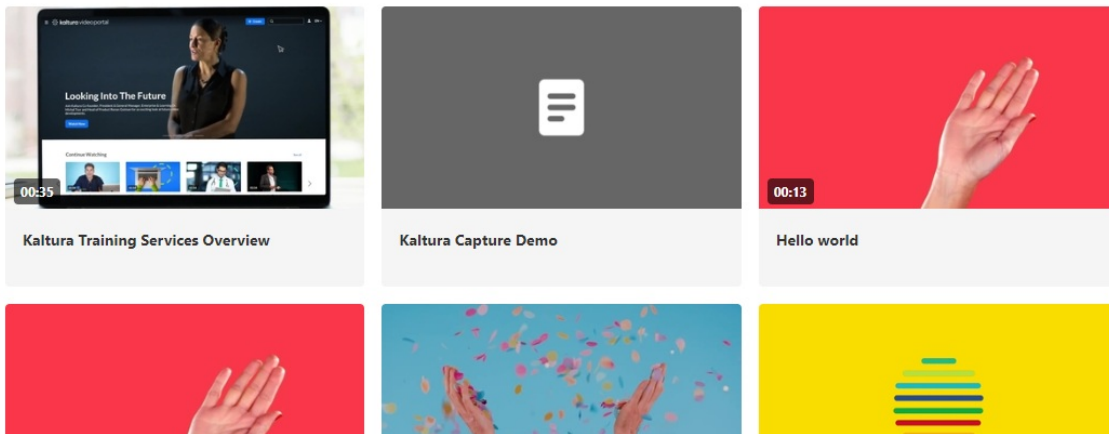 kaltura videoportal
Looking Into The Future
Continue Watching
00:35
00:13
Kaltura Training Services Overview
Kaltura Capture Demo
Hello world